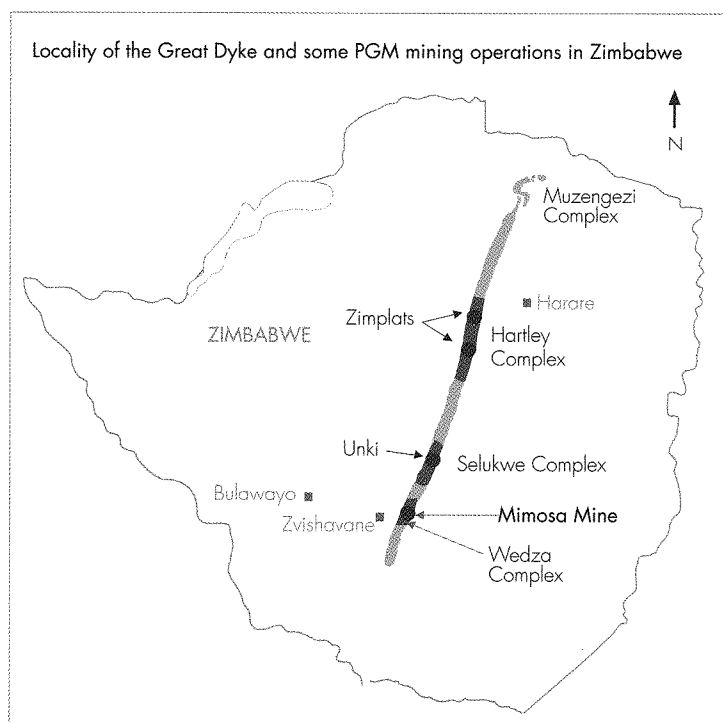 Locality of the Great Dyke and some PGM mining operations in Zimbabwe
N
Muzengezi
Complex
Harare
Zimplats
ZIMBABWE
Hartley
Complex
Unki
Selukwe Complex
Bulawayo
Zvishavane
Mimosa Mine
Wedza
Complex